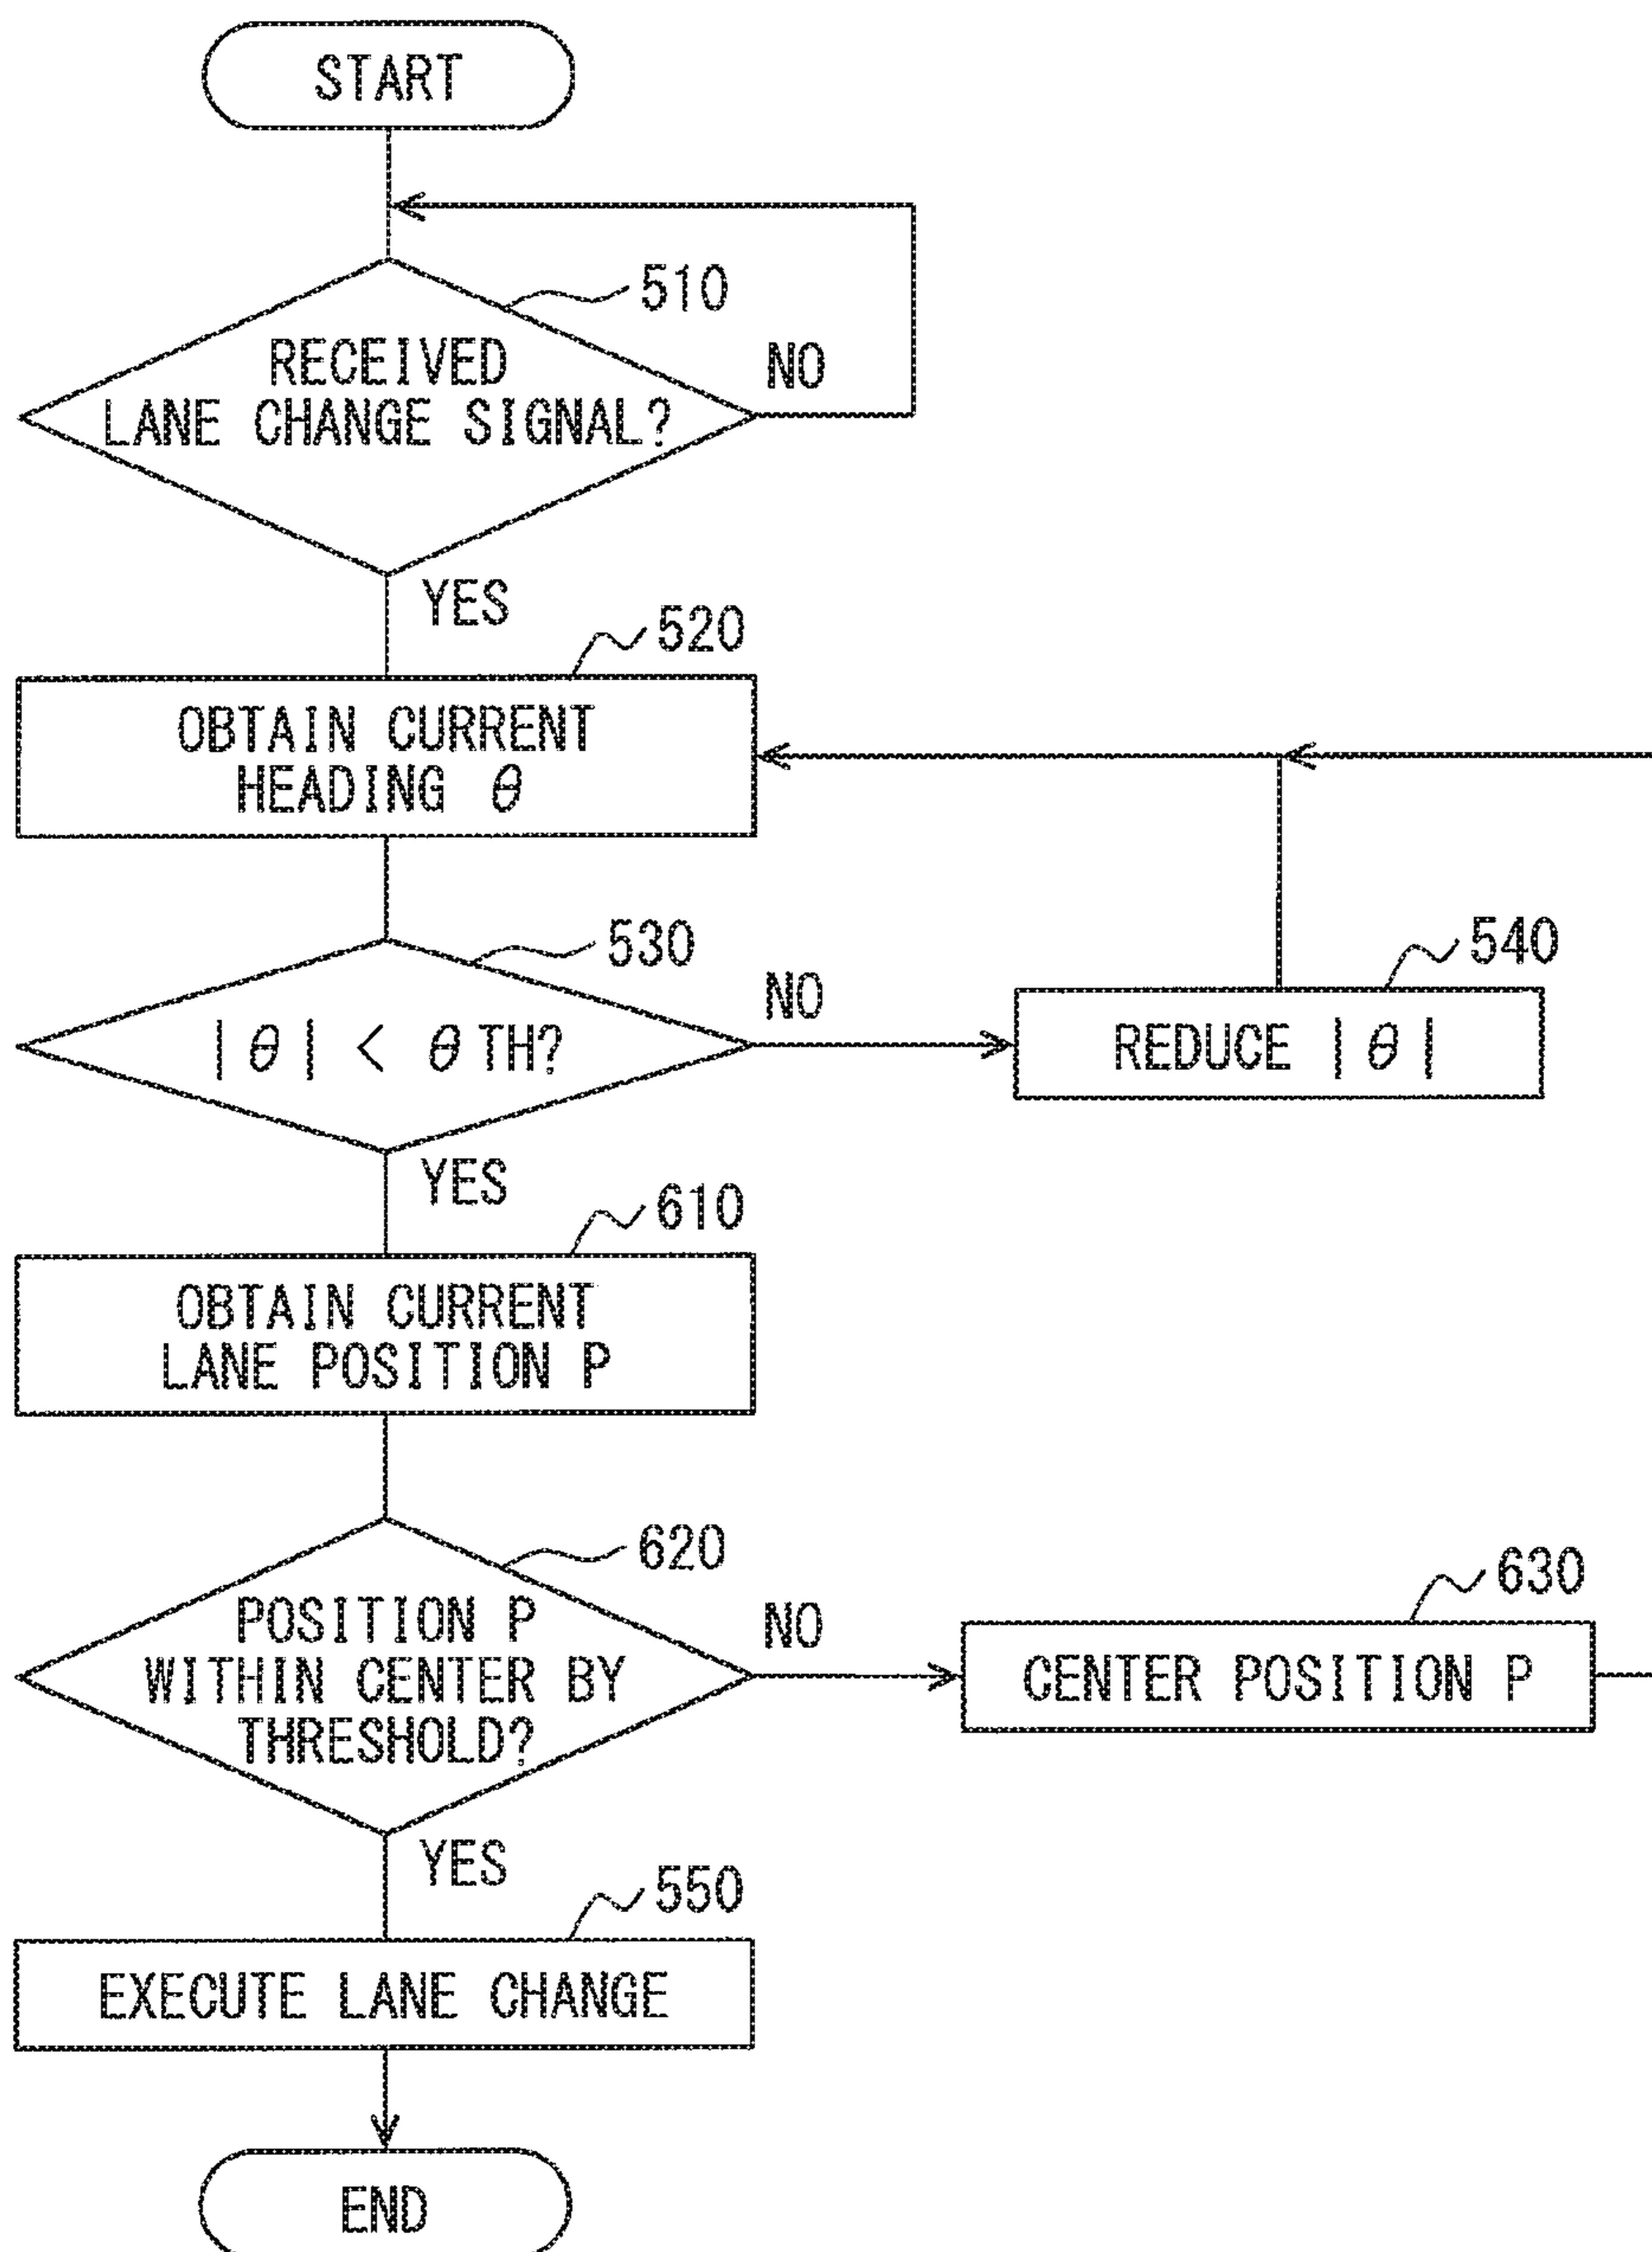 START
510
RECEIVED
LANE CHANGE SIGNAL?
NO
YES
520
OBTAIN CURRENT
HEADING θ
530
|θ| < θTH?
NO
540
REDUCE |θ|
YES
610
OBTAIN CURRENT
LANE POSITION P
620
POSITION P
WITHIN CENTER BY
THRESHOLD?
NO
630
CENTER POSITION P
YES
550
EXECUTE LANE CHANGE
END